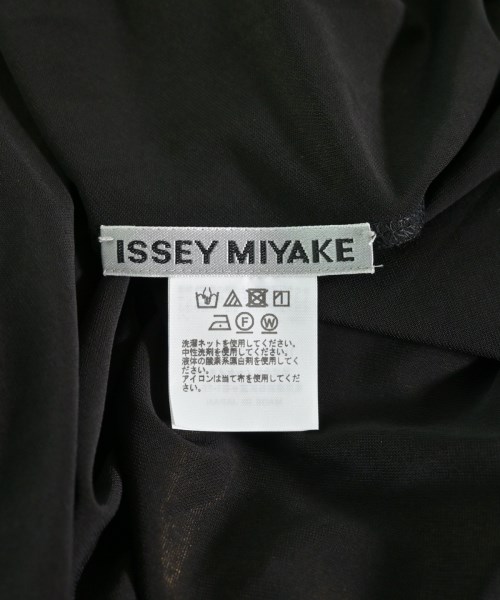 ISSEY MIYAKE
F W
洗濯ネットを使用してください。
中性洗剤を使用してください。
液体の酸素系漂白剤を使用してく
ださい。
アイロンは当て布を使用してくだ
さい。